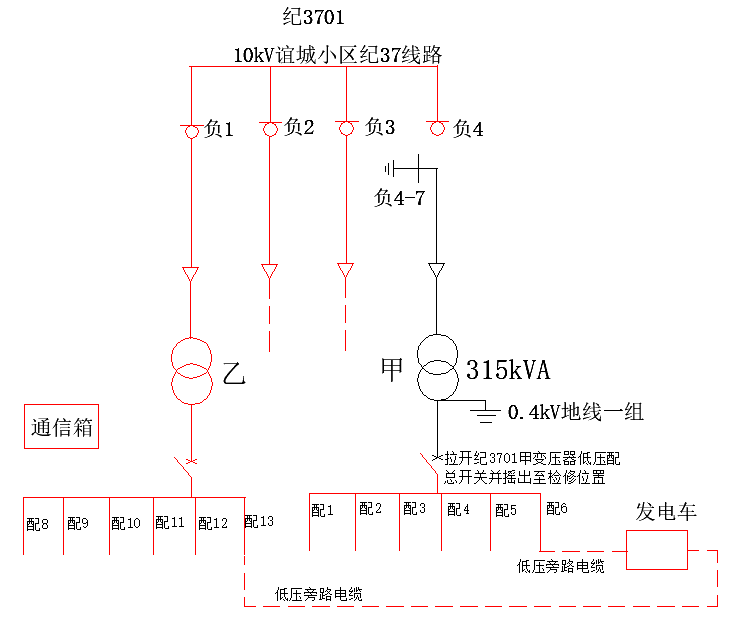 纪3701
10kV谊城小区纪37线路
负1
负2
负3
负4
负4-7
乙
甲
315kVA
0.4kV地线一组
通信箱
拉开纪3701甲变压器低压配
总开关并摇出至检修位置
配8
配9
配10
配11
配12
配13
配1
配2
配3
配4
配5
配6
发电车
低压旁路电缆
低压旁路电缆